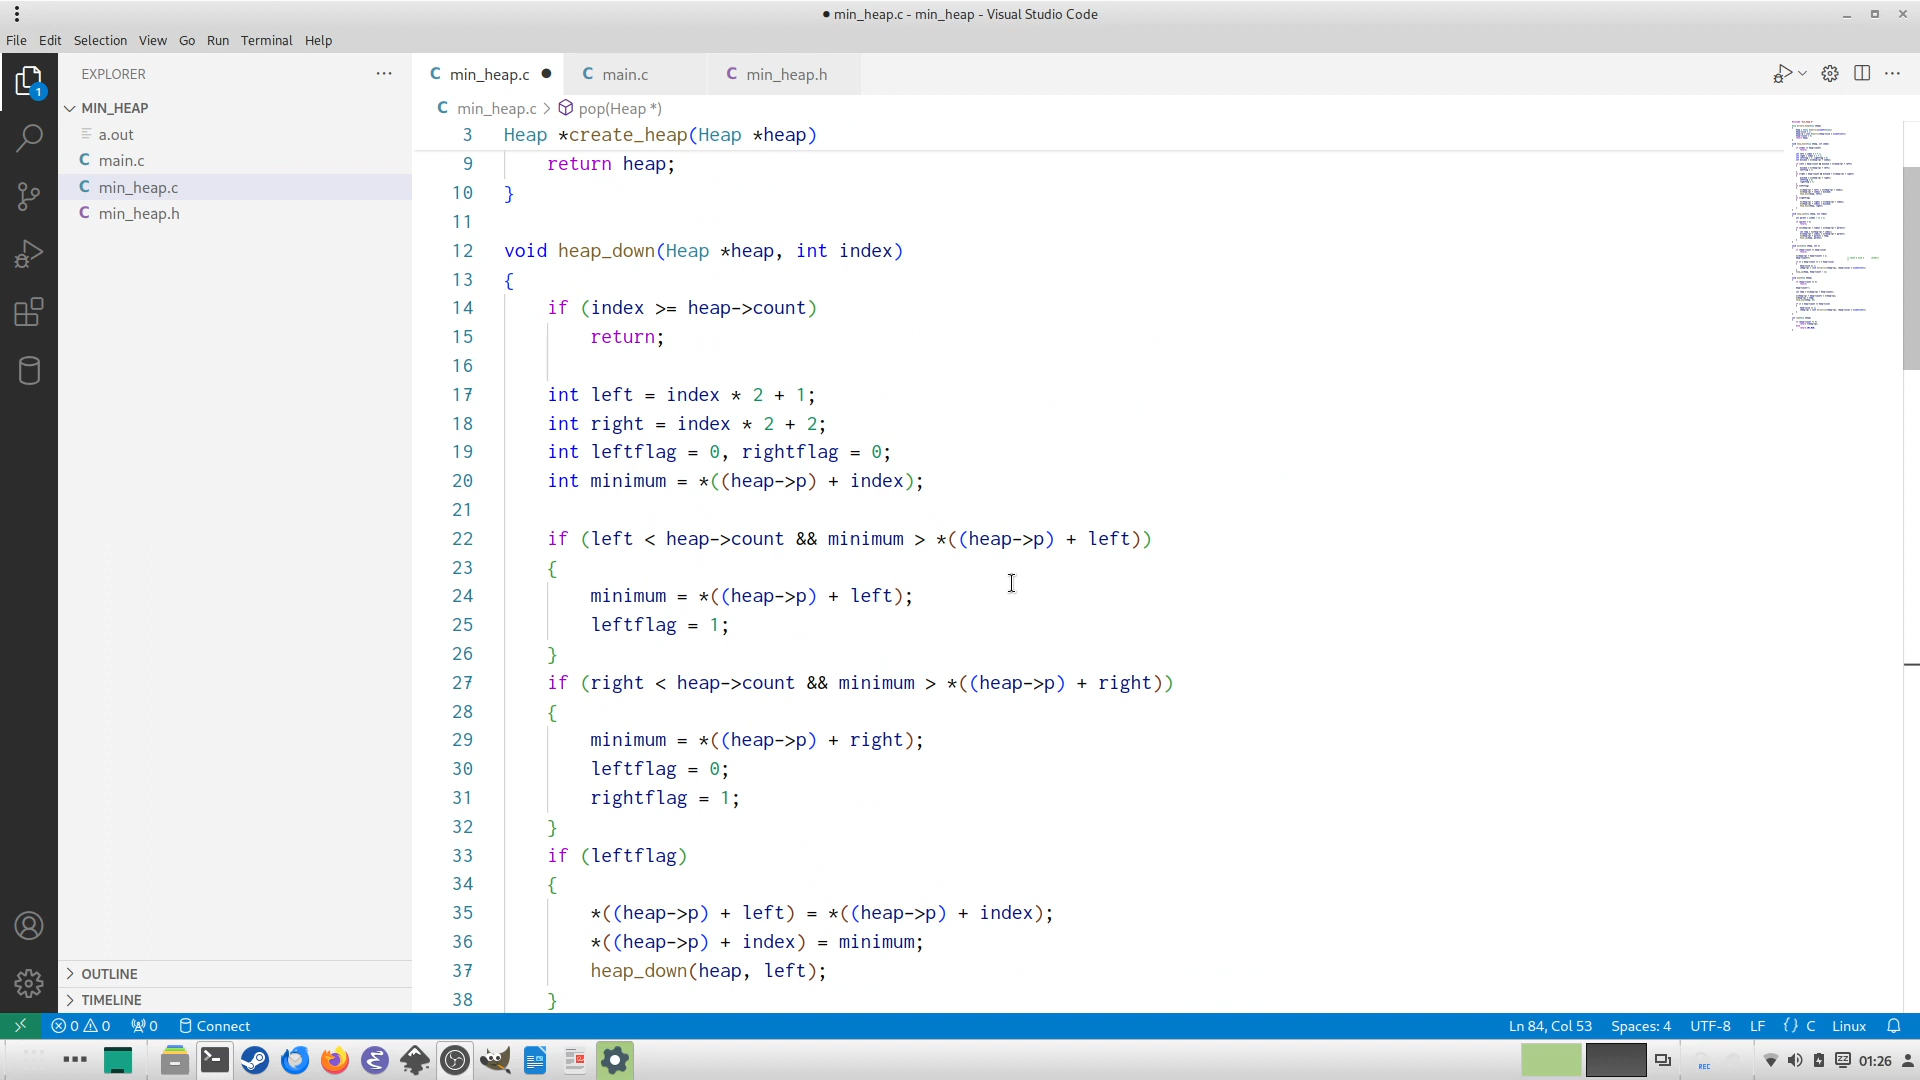 ● min_heap.c - min_heap - Visual Studio Code
File Edit Selection View Go Run Terminal Help
EXPLORER
MIN_HEAP
a.out
C main.c
C min_heap.c
C min_heap.h
OUTLINE
TIMELINE
1
C min_heap.c ●
C main.c
C min_heap.h
C min_heap.c > pop(Heap *)
3 Heap *create_heap(Heap *heap)
9     return heap;
10 }
11
12 void heap_down(Heap *heap, int index)
13 {
14     if (index >= heap->count)
15         return;
16
17     int left = index * 2 + 1;
18     int right = index * 2 + 2;
19     int leftflag = 0, rightflag = 0;
20     int minimum = *((heap->p) + index);
21
22     if (left < heap->count && minimum > *((heap->p) + left))
23     {
24         minimum = *((heap->p) + left);
25         leftflag = 1;
26     }
27     if (right < heap->count && minimum > *((heap->p) + right))
28     {
29         minimum = *((heap->p) + right);
30         leftflag = 0;
31         rightflag = 1;
32     }
33     if (leftflag)
34     {
35         *((heap->p) + left) = *((heap->p) + index);
36         *((heap->p) + index) = minimum;
37         heap_down(heap, left);
38     }
0 0 0 Connect
Ln 84, Col 53 Spaces: 4 UTF-8 LF {} C Linux
REC 01:26